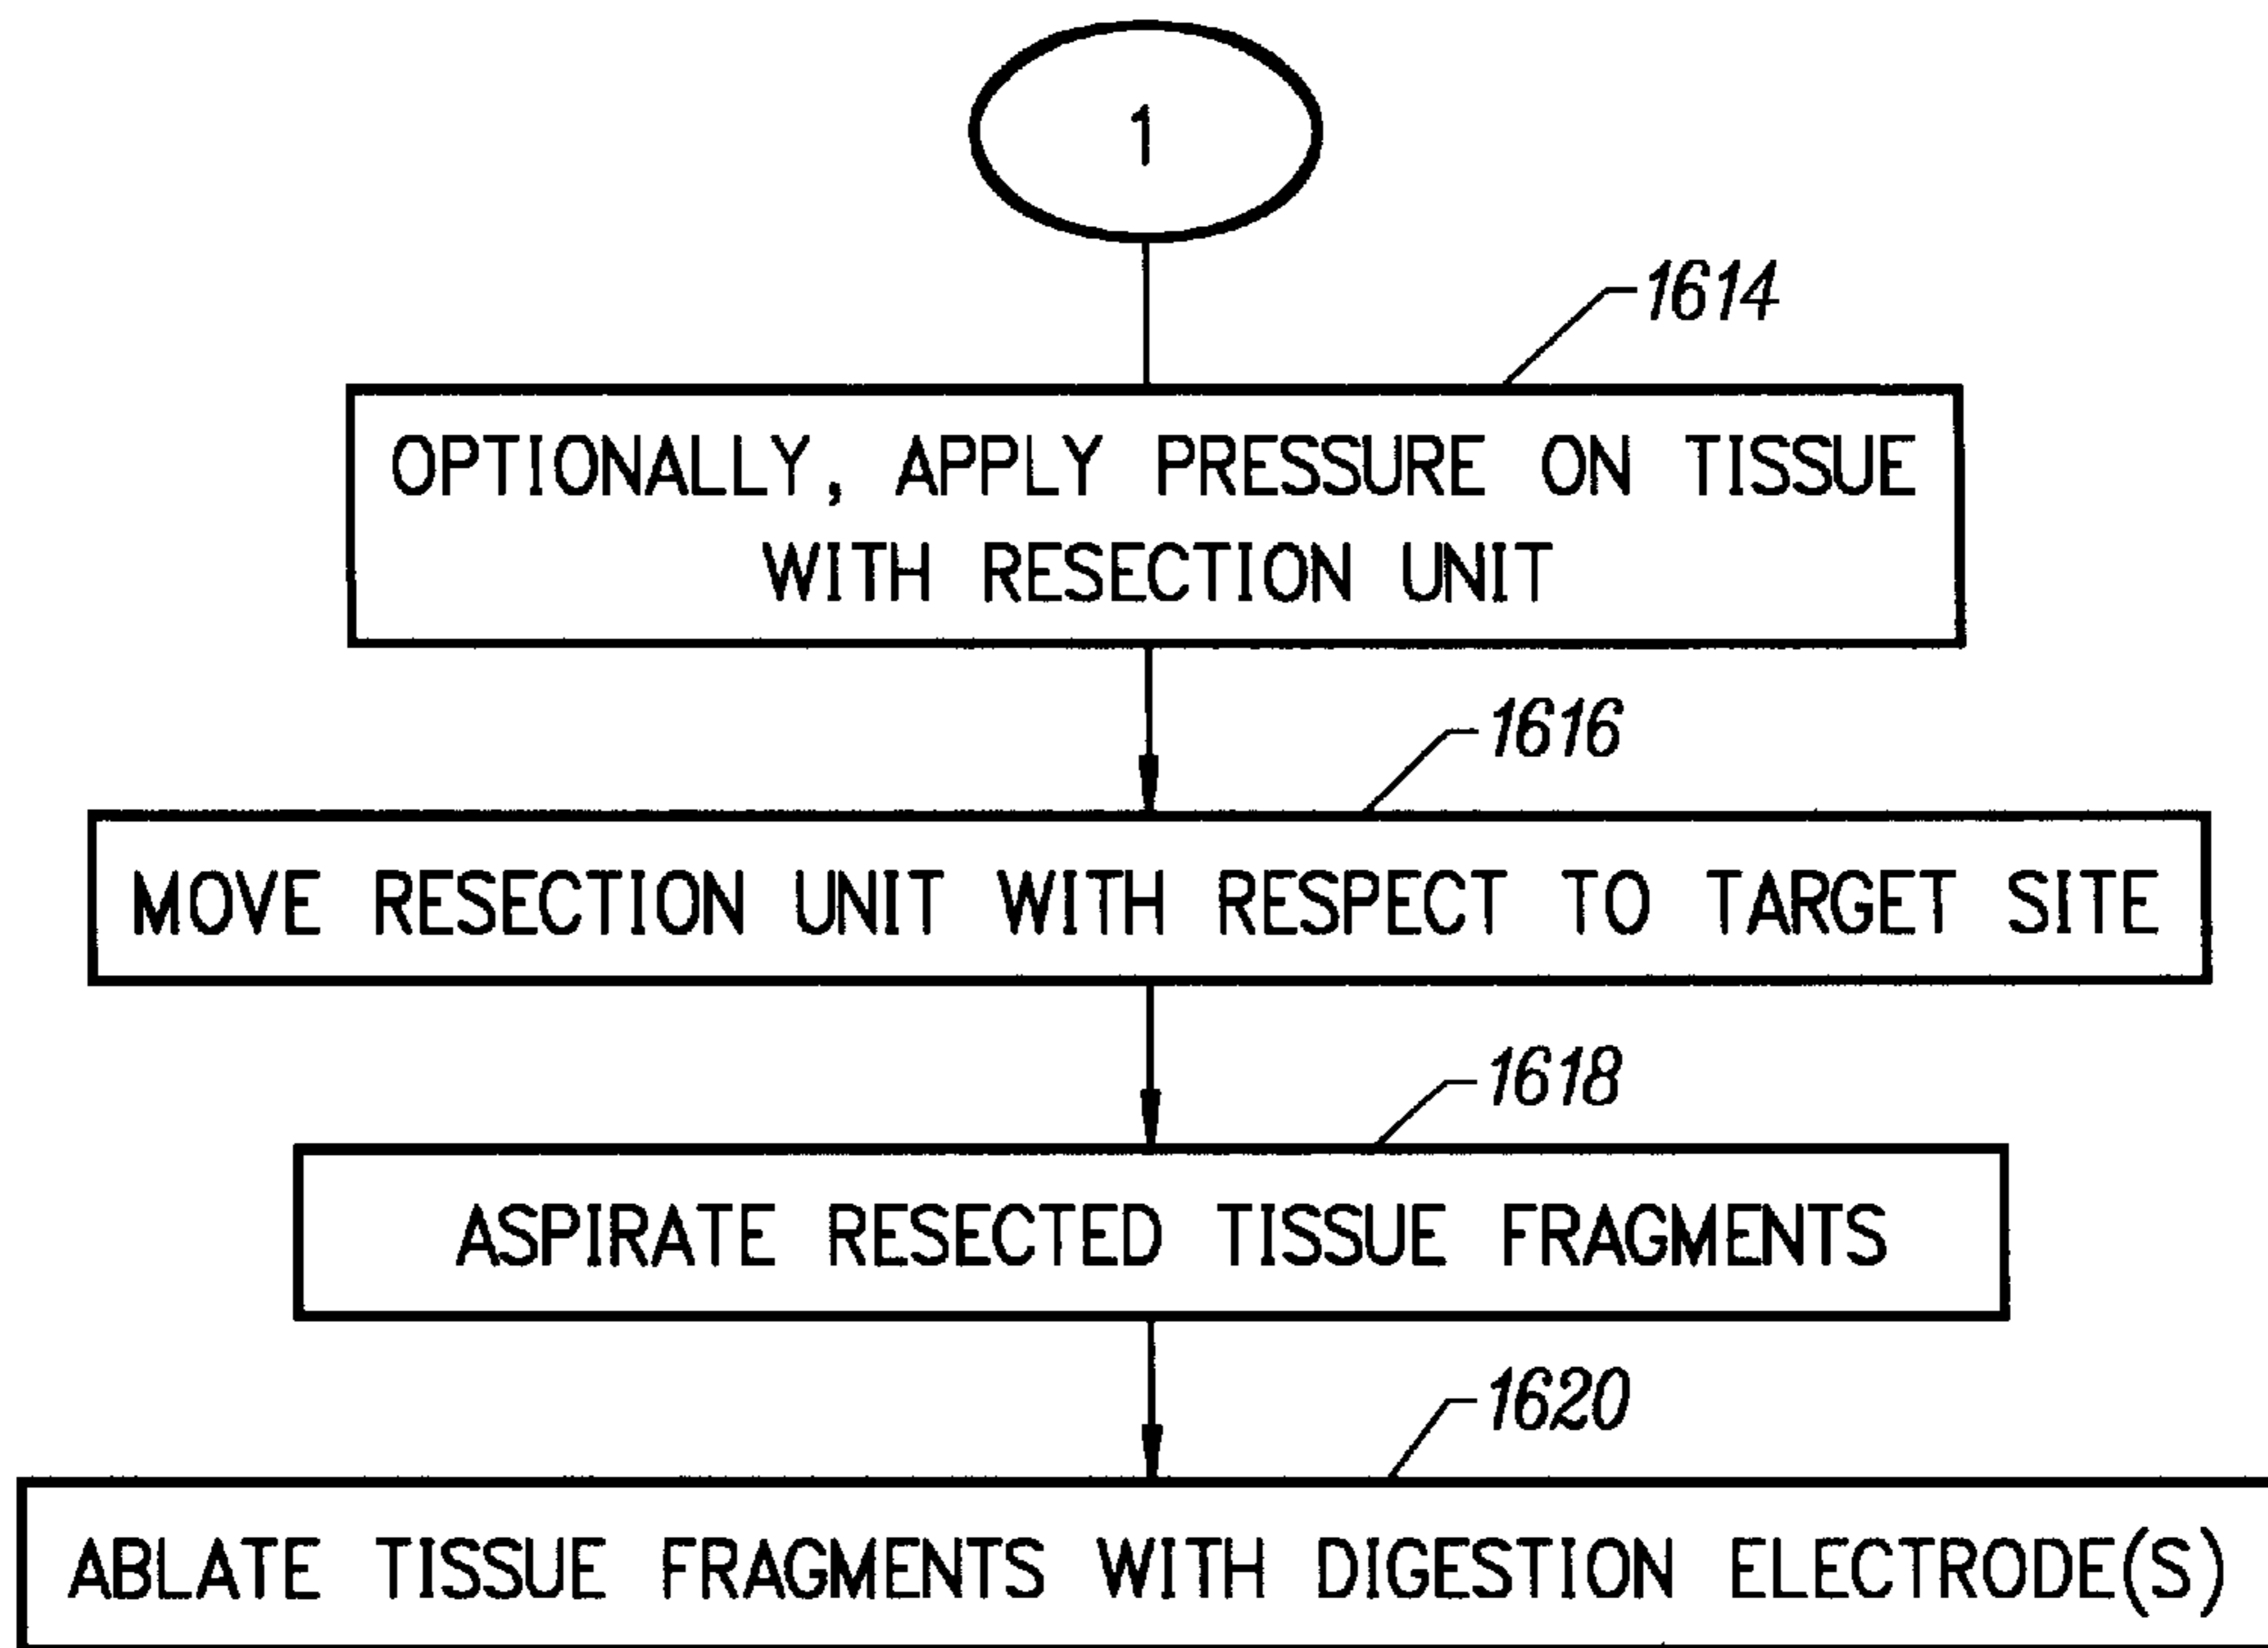 1
1614
OPTIONALLY, APPLY PRESSURE ON TISSUE
WITH RESECTION UNIT
1616
MOVE RESECTION UNIT WITH RESPECT TO TARGET SITE
1618
ASPIRATE RESECTED TISSUE FRAGMENTS
1620
ABLATE TISSUE FRAGMENTS WITH DIGESTION ELECTRODE(S)